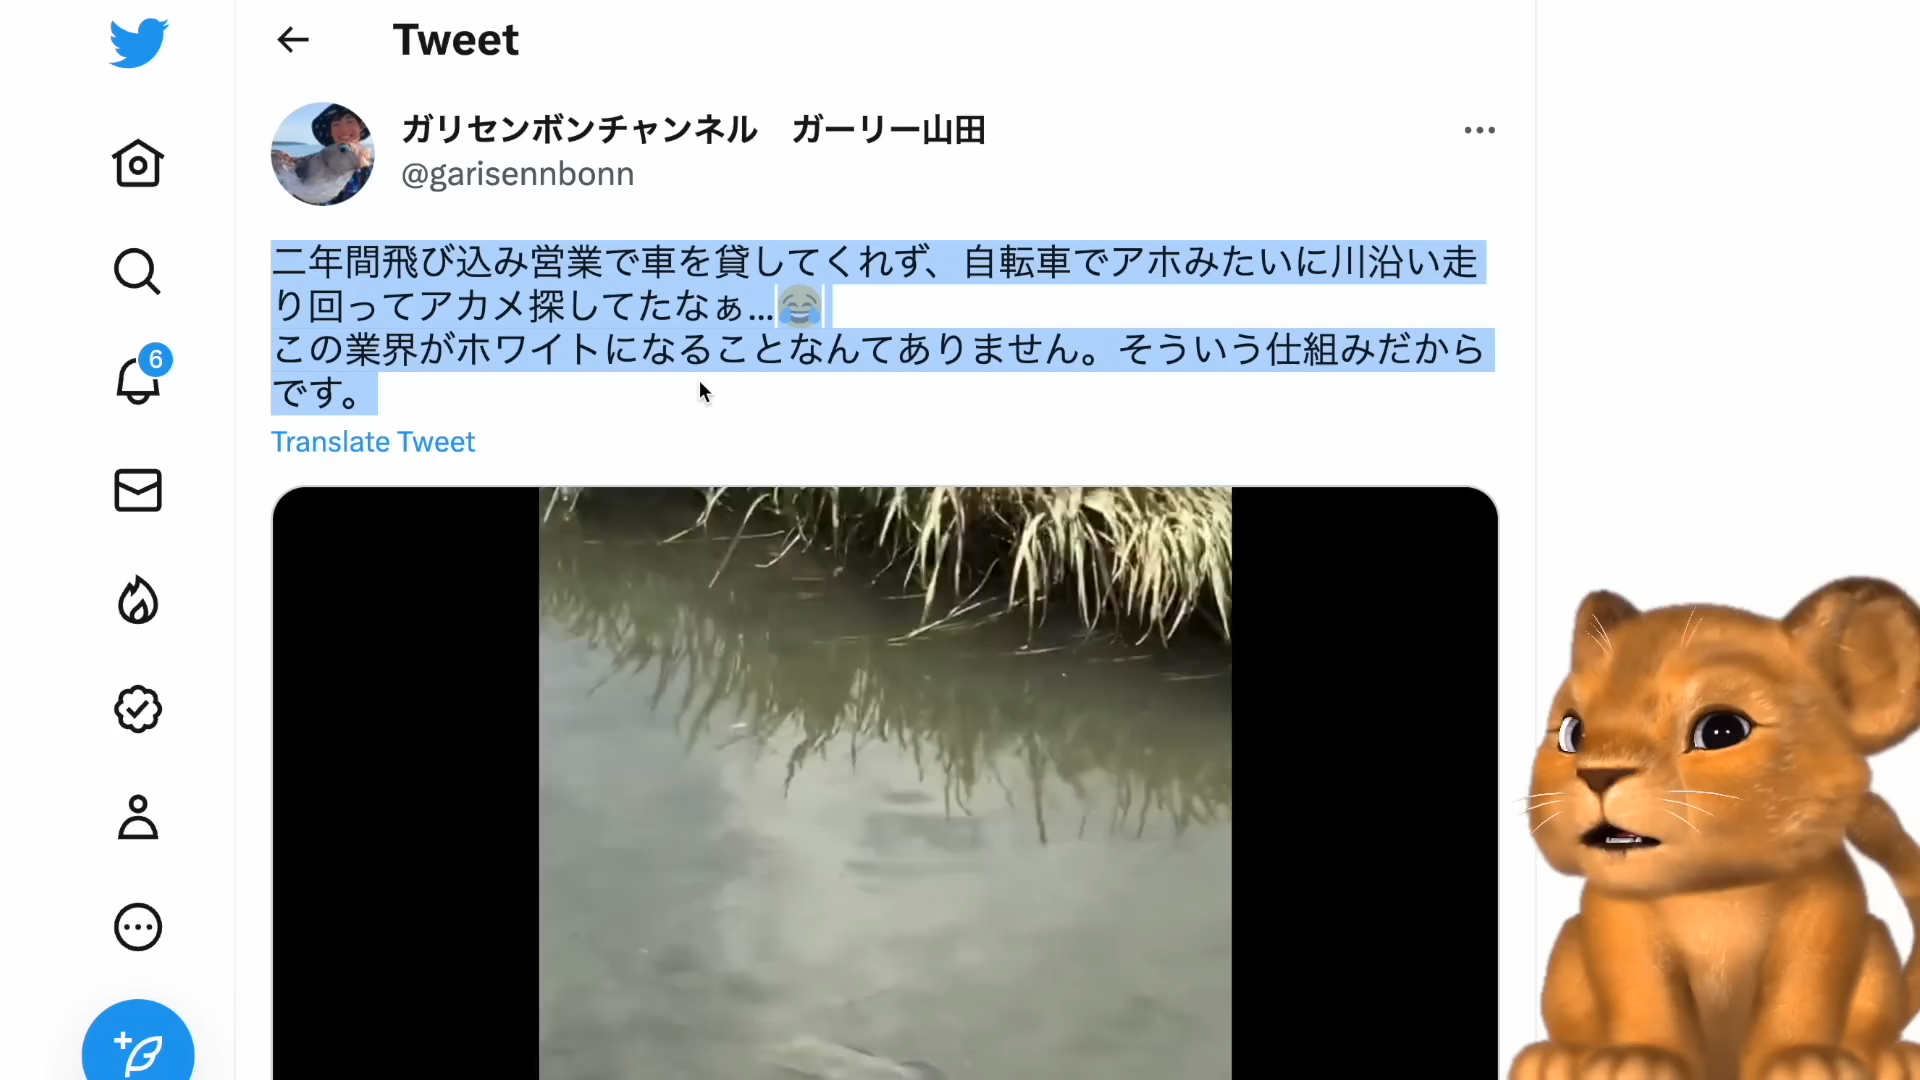 Tweet
ガリセンボンチャンネル　ガーリー山田
@garisennbonn
二年間飛び込み営業で車を貸してくれず、自転車でアホみたいに川沿い走
り回ってアカメ探してたなぁ...😂
この業界がホワイトになることなんてありません。そういう仕組みだから
です。
Translate Tweet
6